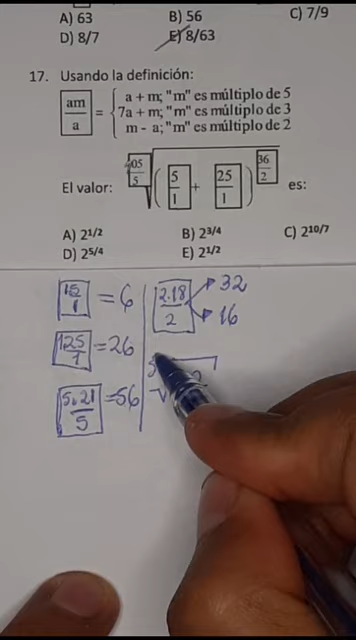 A) 63 B) 56 C) 7/9
D) 8/7 E) 8/63
17. Usando la definición:
am/a = { a + m; "m" es múltiplo de 5
7a + m; "m" es múltiplo de 3
m - a; "m" es múltiplo de 2
El valor: 405/5 √( 5/1 + 25/1 ) 36/2 es:
A) 2^1/2 B) 2^3/4 C) 2^10/7
D) 2^5/4 E) 2^1/2
15/1 = 6
2.18/2 32
16
125/1 = 26
5.21/5 = 56